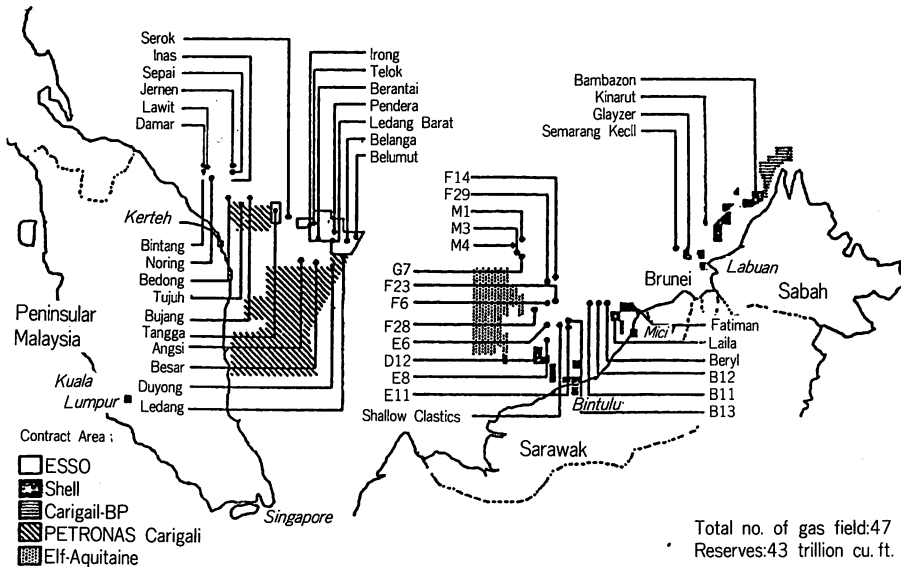 Serok
Inas
Sepai
Jernen
Lawit
Damar
Irong
Telok
Berantai
Pendera
Ledang Barat
Belanga
Belumut
Bambazon
Kinarut
Glayzer
Semarang Kecll
F14
F29
M1
M3
M4
G7
F23
F6
F28
E6
D12
E8
E11
Shallow Clastics
Kerteh
Bintang
Noring
Bedong
Tujuh
Bujang
Tangga
Angsi
Besar
Duyong
Ledang
Peninsular
Malaysia
Kuala
Lumpur
Singapore
Brunei
Labuan
Sabah
Mici
Fatiman
Laila
Beryl
B12
B11
B13
Bintulu
Sarawak
Contract Area ;
ESSO
Shell
Carigail-BP
PETRONAS Carigali
Elf-Aquitaine
Total no. of gas field:47
Reserves:43 trillion cu. ft.